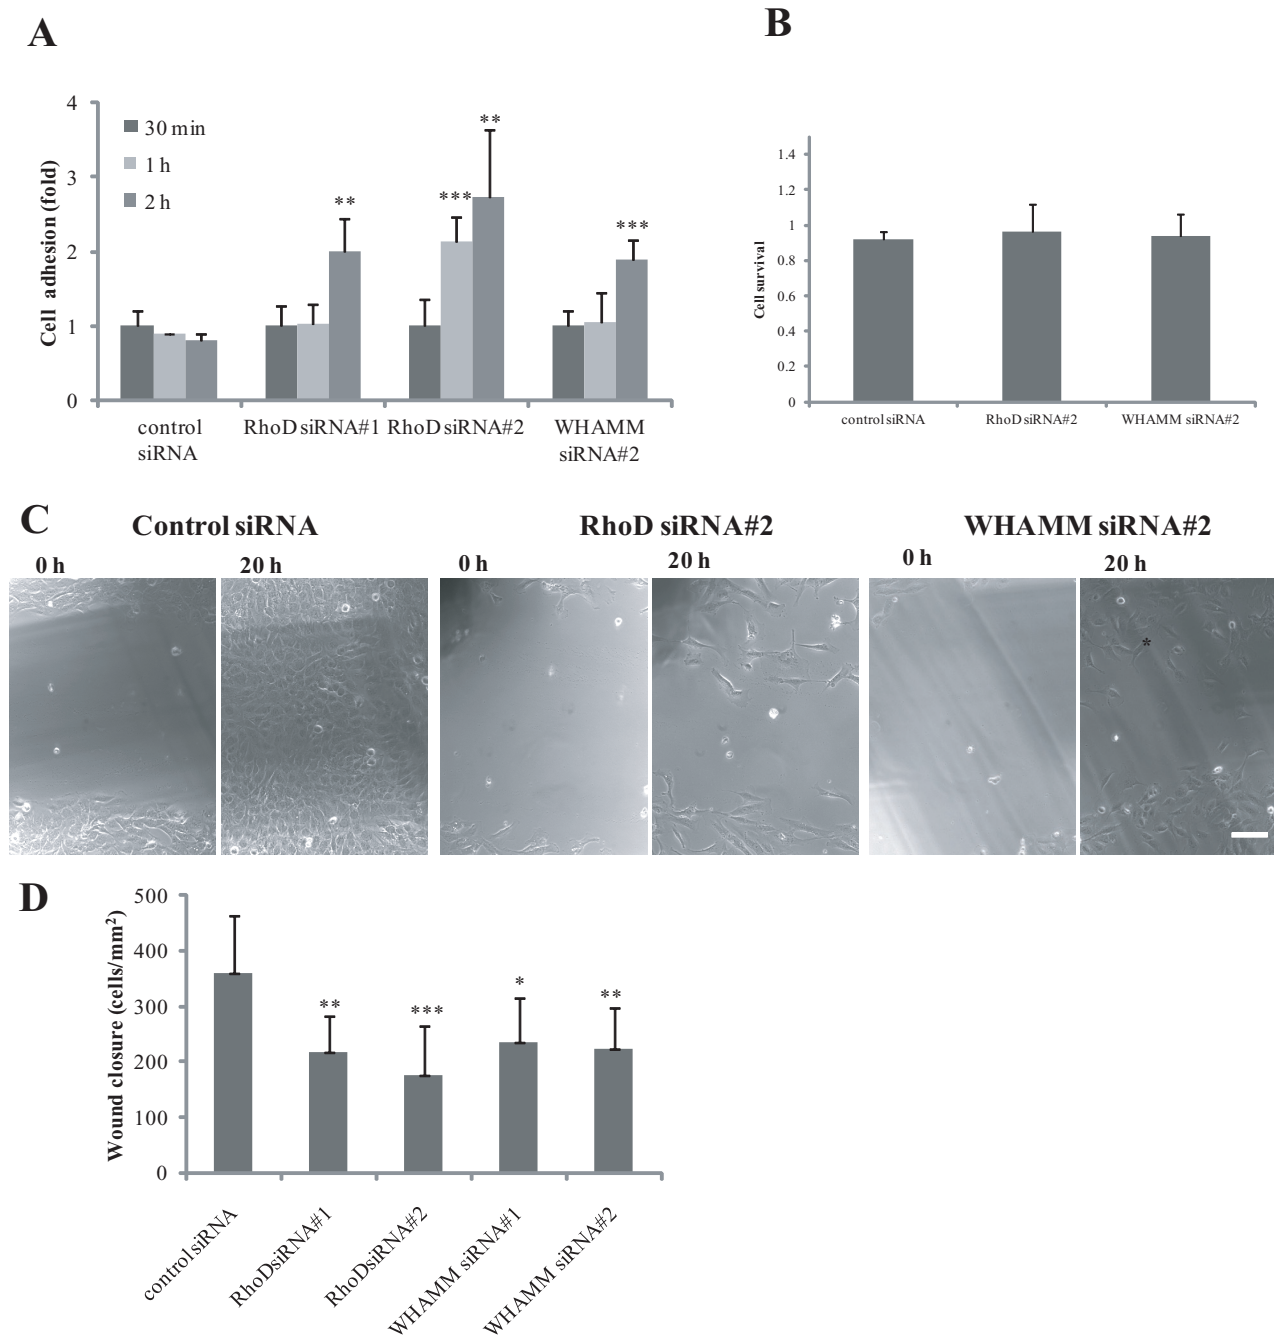 A
B
4
3
2
1
0
Cell adhesion (fold)
30 min
1 h
2 h
**
***
**
***
control siRNA
RhoD siRNA#1
RhoD siRNA#2
WHAMM siRNA#2
1.4
1.2
1
0.8
0.6
0.4
0.2
0
Cell survival
control siRNA
RhoD siRNA#2
WHAMM siRNA#2
C
Control siRNA
RhoD siRNA#2
WHAMM siRNA#2
0 h
20 h
0 h
20 h
0 h
20 h
*
D
500
400
300
200
100
0
Wound closure (cells/mm²)
**
***
*
**
control siRNA
RhoDsiRNA#1
RhoDsiRNA#2
WHAMM siRNA#1
WHAMM siRNA#2